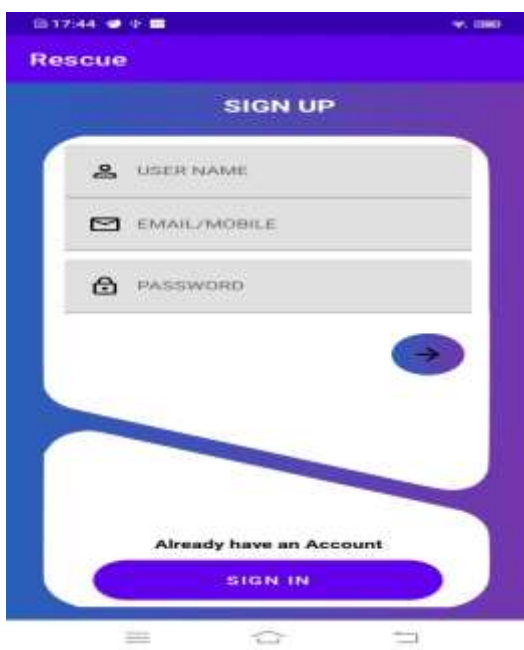 17:44
Rescue
SIGN UP
USER NAME
EMAIL/MOBILE
PASSWORD
Already have an Account
SIGN IN